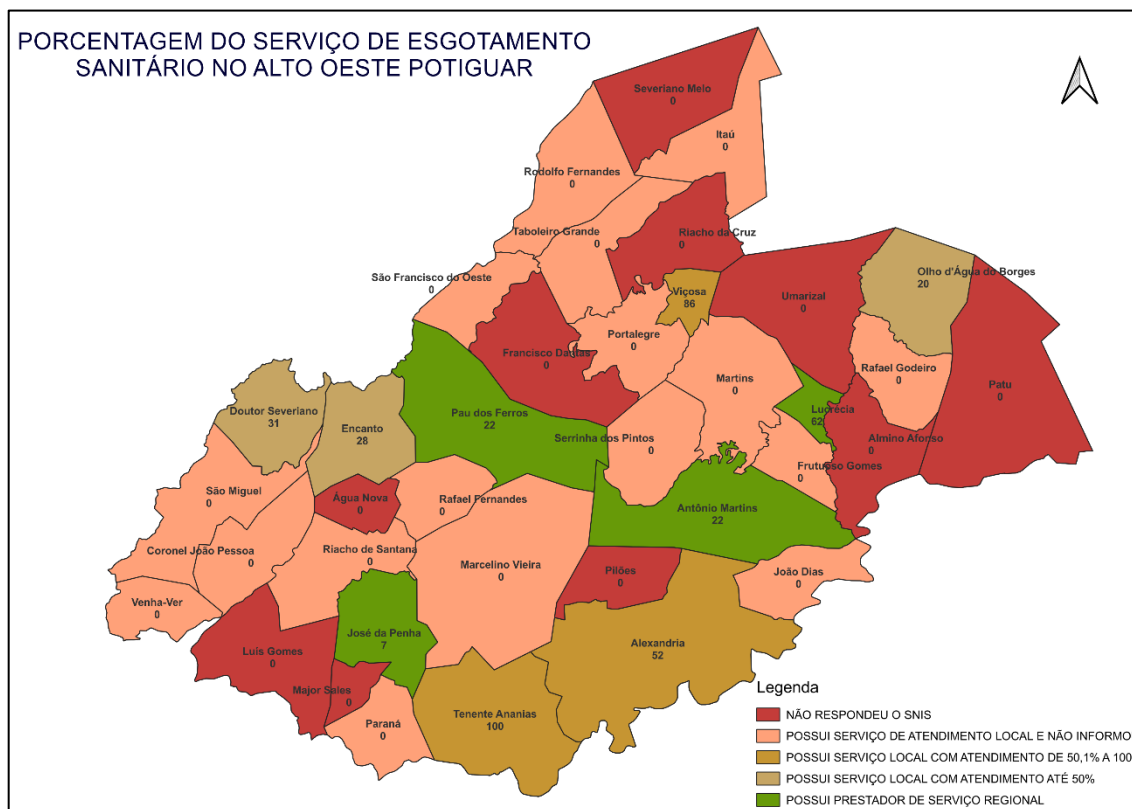 PORCENTAGEM DO SERVIÇO DE ESGOTAMENTO
SANITÁRIO NO ALTO OESTE POTIGUAR
Severiano Melo
0
Itaú
0
Rodolfo Fernandes
0
Taboleiro Grande
0
Riacho da Cruz
0
São Francisco do Oeste
0
Olho d'Água do Borges
20
Viçosa
86
Umarizal
0
Portalegre
0
Francisco Dantas
0
Rafael Godeiro
0
Martins
0
Patu
0
Doutor Severiano
31
Encanto
28
Pau dos Ferros
22
Lucrécia
62
Serrinha dos Pintos
0
Almino Afonso
0
Frutuoso Gomes
0
São Miguel
0
Água Nova
0
Rafael Fernandes
0
Antônio Martins
22
Coronel João Pessoa
0
Riacho de Santana
0
Marcelino Vieira
0
Pilões
0
João Dias
0
Venha-Ver
0
José da Penha
7
Alexandria
52
Luís Gomes
0
Major Sales
0
Paraná
0
Tenente Ananias
100
Legenda
NÃO RESPONDEU O SNIS
POSSUI SERVIÇO DE ATENDIMENTO LOCAL E NÃO INFORMO
POSSUI SERVIÇO LOCAL COM ATENDIMENTO DE 50,1% A 100
POSSUI SERVIÇO LOCAL COM ATENDIMENTO ATÉ 50%
POSSUI PRESTADOR DE SERVIÇO REGIONAL